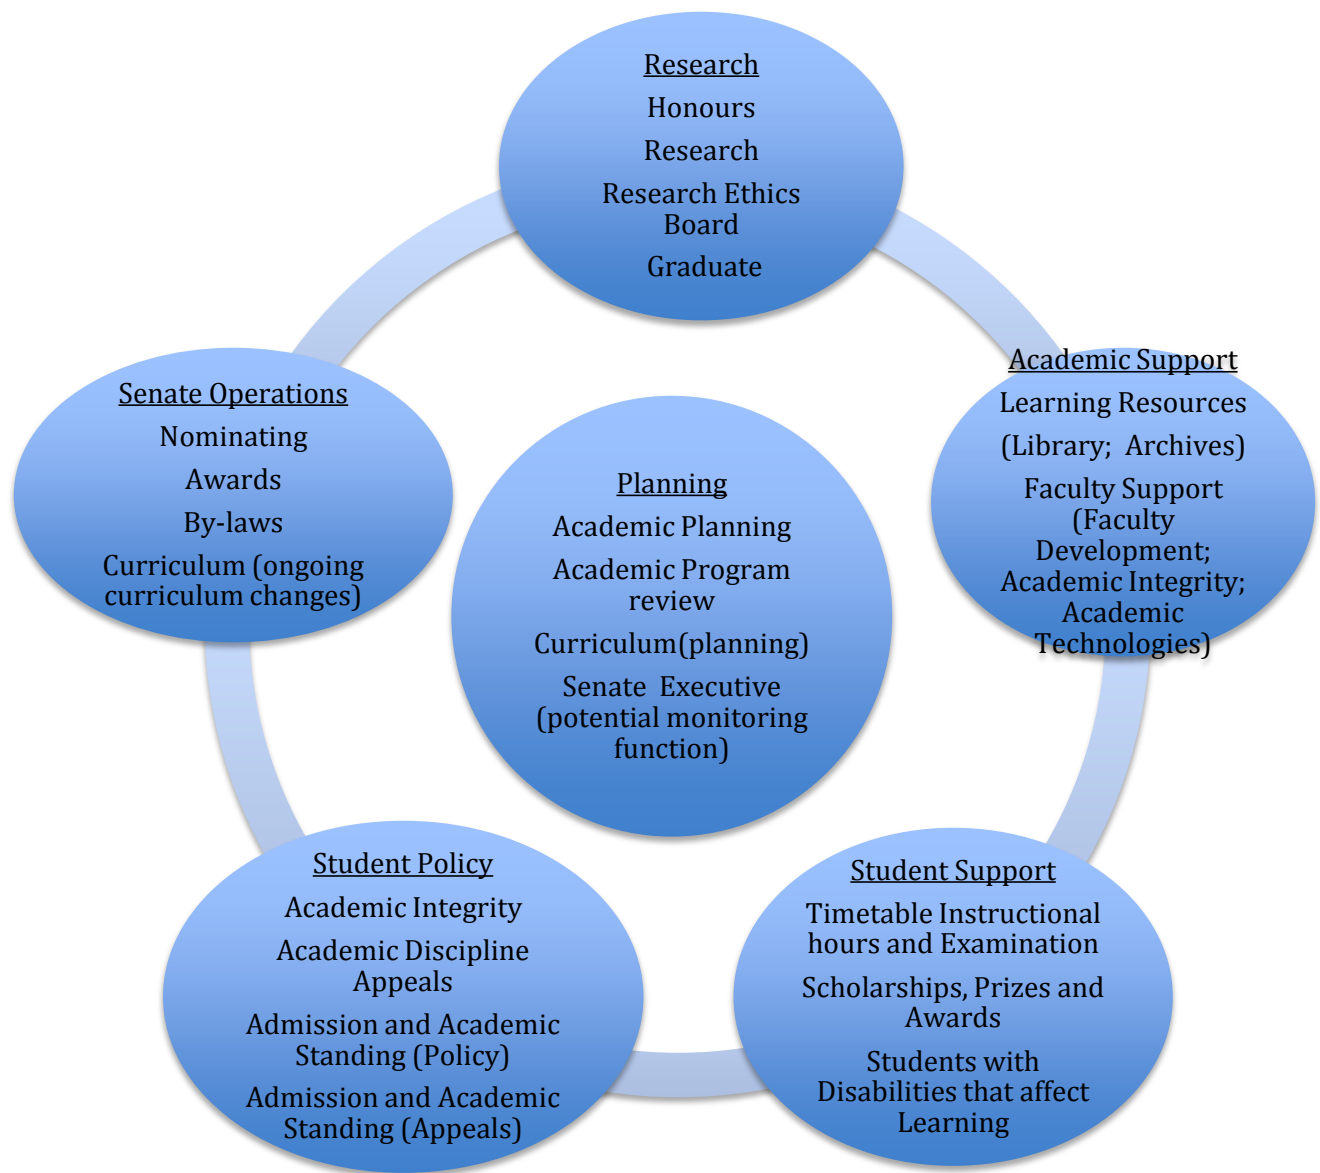 Research
Honours
Research
Research Ethics
Board
Graduate
Academic Support
Learning Resources
(Library;  Archives)
Faculty Support
(Faculty
Development;
Academic Integrity;
Academic
Technologies)
Student Support
Timetable Instructional
hours and Examination
Scholarships, Prizes and
Awards
Students with
Disabilities that affect
Learning
Student Policy
Academic Integrity
Academic Discipline
Appeals
Admission and Academic
Standing (Policy)
Admission and Academic
Standing (Appeals)
Senate Operations
Nominating
Awards
By-laws
Curriculum (ongoing
curriculum changes)
Planning
Academic Planning
Academic Program
review
Curriculum(planning)
Senate  Executive
(potential monitoring
function)